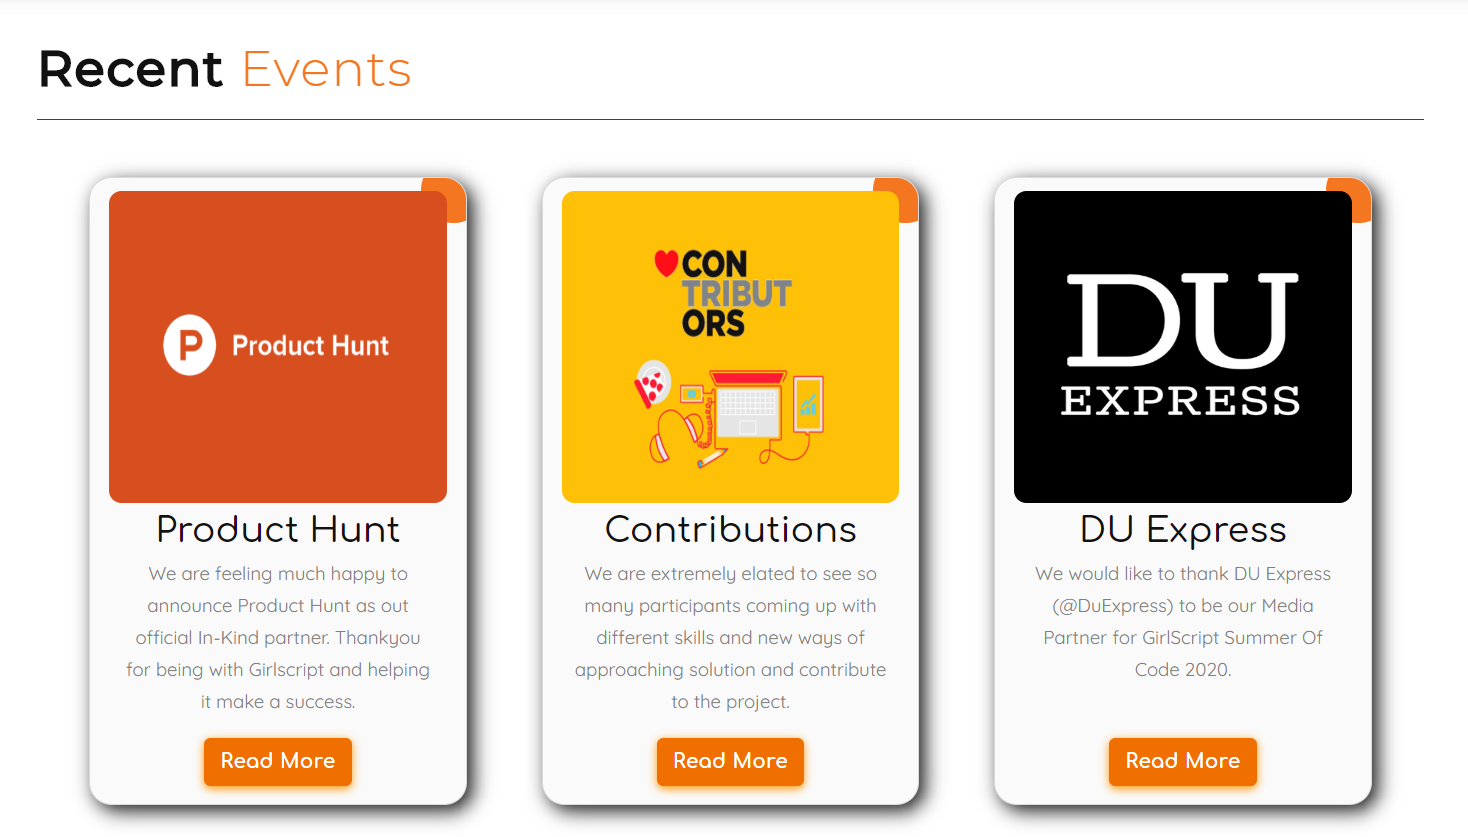 Recent Events
P Product Hunt
Product Hunt
We are feeling much happy to
announce Product Hunt as out
official In-Kind partner. Thankyou
for being with Girlscript and helping
it make a success.
Read More
CON
TRIBUT
ORS
Contributions
We are extremely elated to see so
many participants coming up with
different skills and new ways of
approaching solution and contribute
to the project.
Read More
DU
EXPRESS
DU Express
We would like to thank DU Express
(@DuExpress) to be our Media
Partner for GirlScript Summer Of
Code 2020.
Read More